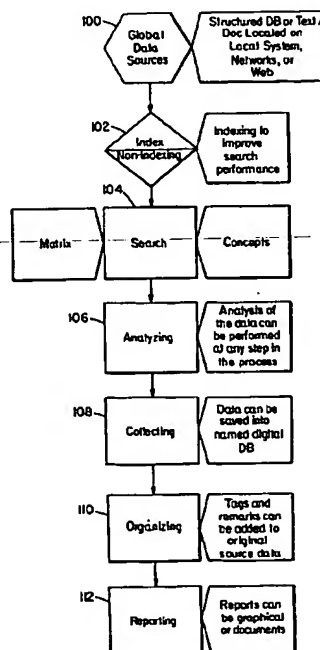 100
Global
Data
Sources
Structured DB or Text /
Doc Located on
Local System,
Networks, or
Web
102
Index
Non-Indexing
Indexing to
Improve
search
performance
104
Matrix
Search
Concepts
106
Analyzing
Analysis of
the data can
be performed
at any step in
the process
108
Collecting
Data can be
saved into
named digital
DB
110
Organizing
Tags and
remarks can
be added to
original
source data
112
Reporting
Reports can
be graphical
or documents